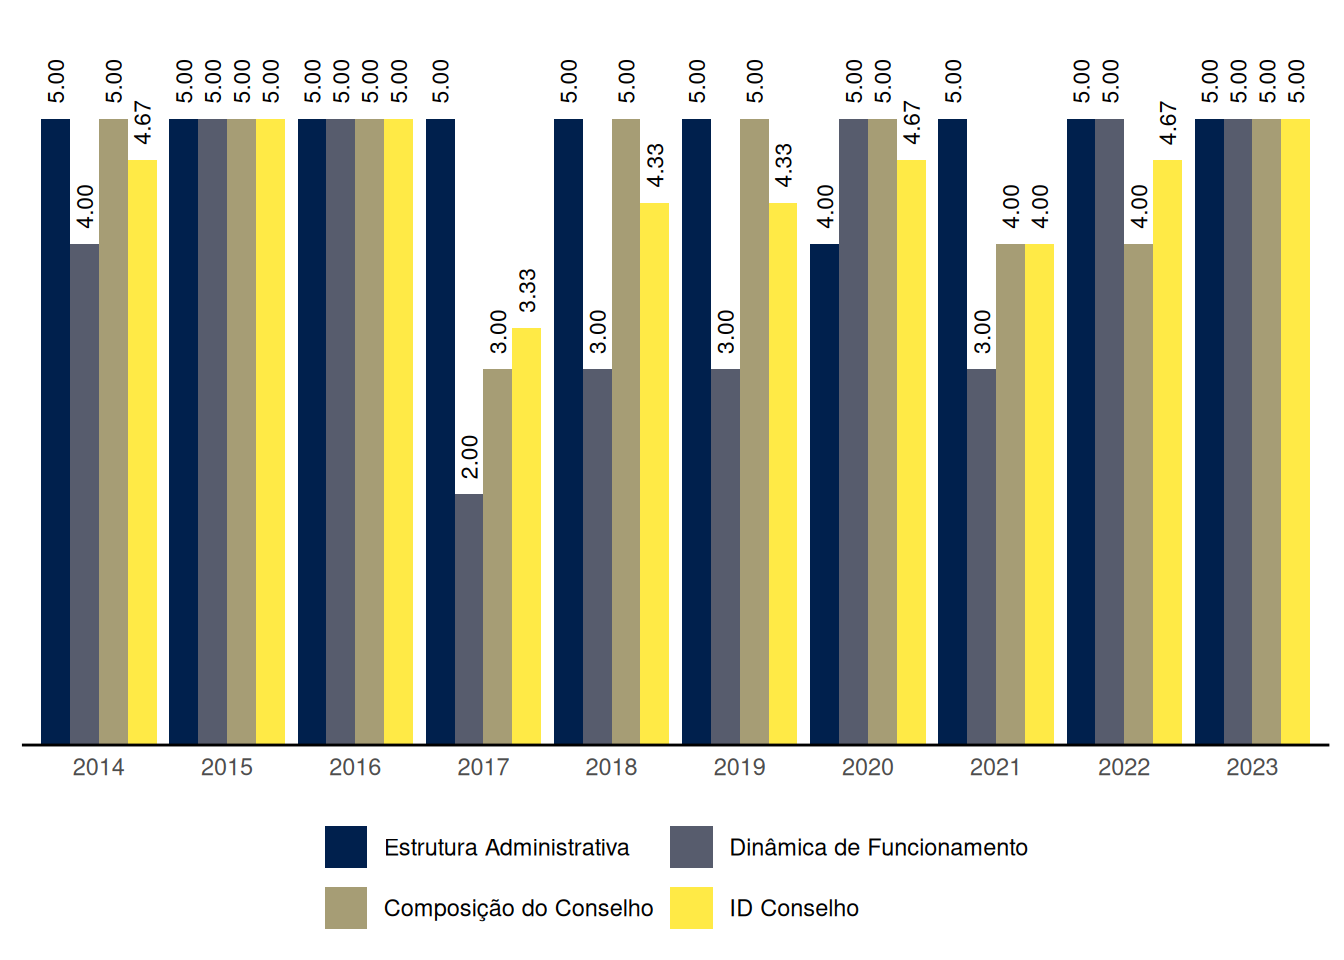 5.00 4.00 5.00 4.67
5.00 5.00 5.00 5.00
5.00 5.00 5.00 5.00
5.00 2.00 3.00 3.33
5.00 3.00 5.00 4.33
5.00 3.00 5.00 4.33
4.00 5.00 5.00 4.67
5.00 3.00 4.00 4.00
5.00 5.00 4.00 4.67
5.00 5.00 5.00 5.00
2014 2015 2016 2017 2018 2019 2020 2021 2022 2023
Estrutura Administrativa Dinâmica de Funcionamento
Composição do Conselho ID Conselho